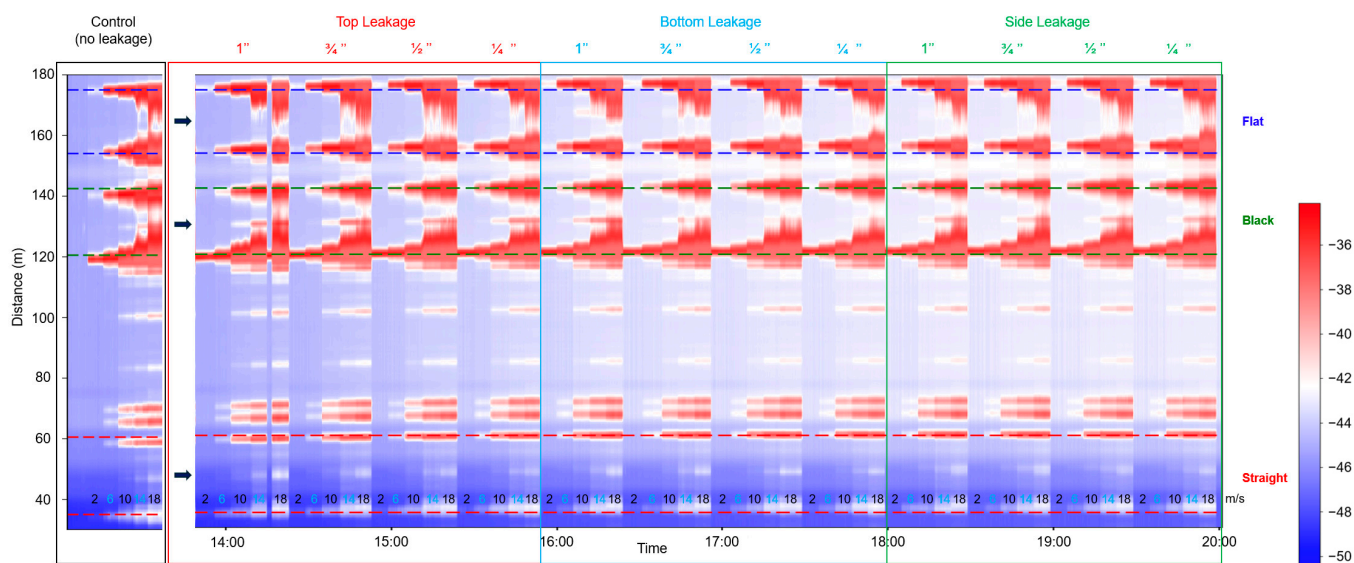 Control
(no leakage)
Top Leakage
Bottom Leakage
Side Leakage
1" ¾" ½" ¼" 1" ¾" ½" ¼" 1" ¾" ½" ¼"
180
160
140
120
100
80
60
40
Distance (m)
Flat
Black
Straight
2 6 10 14 18 2 6 10 14 18 2 6 10 14 18 2 6 10 14 18 2 6 10 14 18 2 6 10 14 18 2 6 10 14 18 2 6 10 14 18 2 6 10 14 18 2 6 10 14 18 2 6 10 14 18 2 6 10 14 18 2 6 10 14 18 m/s
14:00 15:00 16:00 17:00 18:00 19:00 20:00
Time
−36
−38
−40
−42
−44
−46
−48
−50